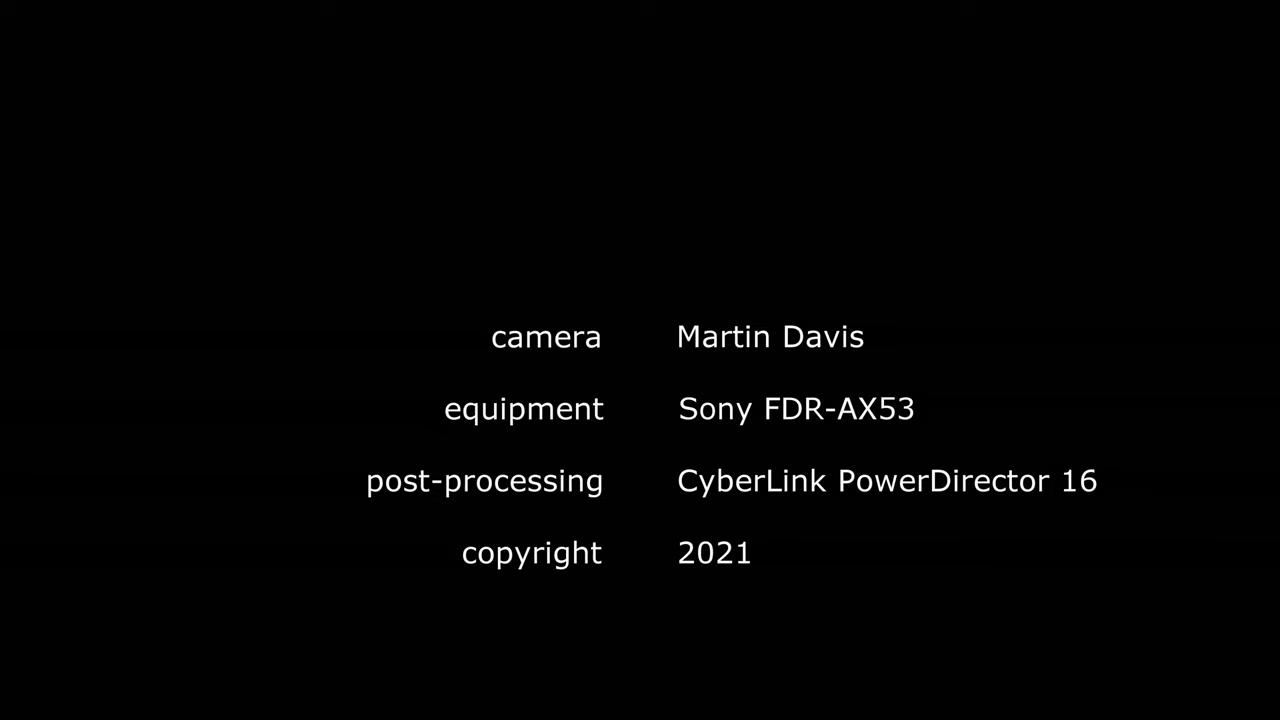 camera Martin Davis
equipment Sony FDR-AX53
post-processing CyberLink PowerDirector 16
copyright 2021